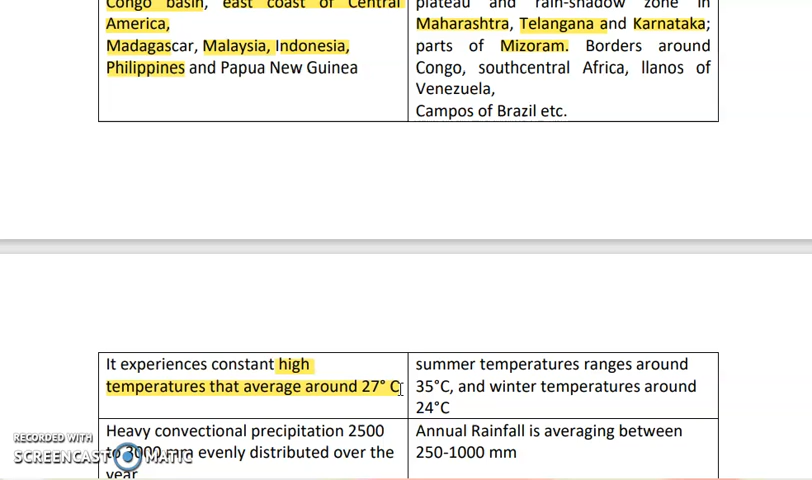 Congo basin, east coast of Central
America,
Madagascar, Malaysia, Indonesia,
Philippines and Papua New Guinea
plateau and rain-shadow zone in
Maharashtra, Telangana and Karnataka;
parts of Mizoram. Borders around
Congo, southcentral Africa, llanos of
Venezuela,
Campos of Brazil etc.
It experiences constant high
temperatures that average around 27° C
summer temperatures ranges around
35°C, and winter temperatures around
24°C
Heavy convectional precipitation 2500
to 3000 mm evenly distributed over the
year
Annual Rainfall is averaging between
250-1000 mm
RECORDED WITH
SCREENCAST MATIC